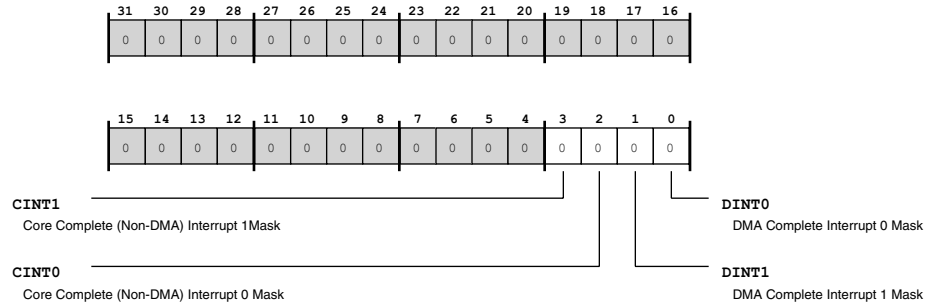 31 30 29 28 27 26 25 24 23 22 21 20 19 18 17 16
0 0 0 0 0 0 0 0 0 0 0 0 0 0 0 0
15 14 13 12 11 10 9 8 7 6 5 4 3 2 1 0
0 0 0 0 0 0 0 0 0 0 0 0 0 0 0 0
CINT1
Core Complete (Non-DMA) Interrupt 1Mask
DINT0
DMA Complete Interrupt 0 Mask
CINT0
Core Complete (Non-DMA) Interrupt 0 Mask
DINT1
DMA Complete Interrupt 1 Mask